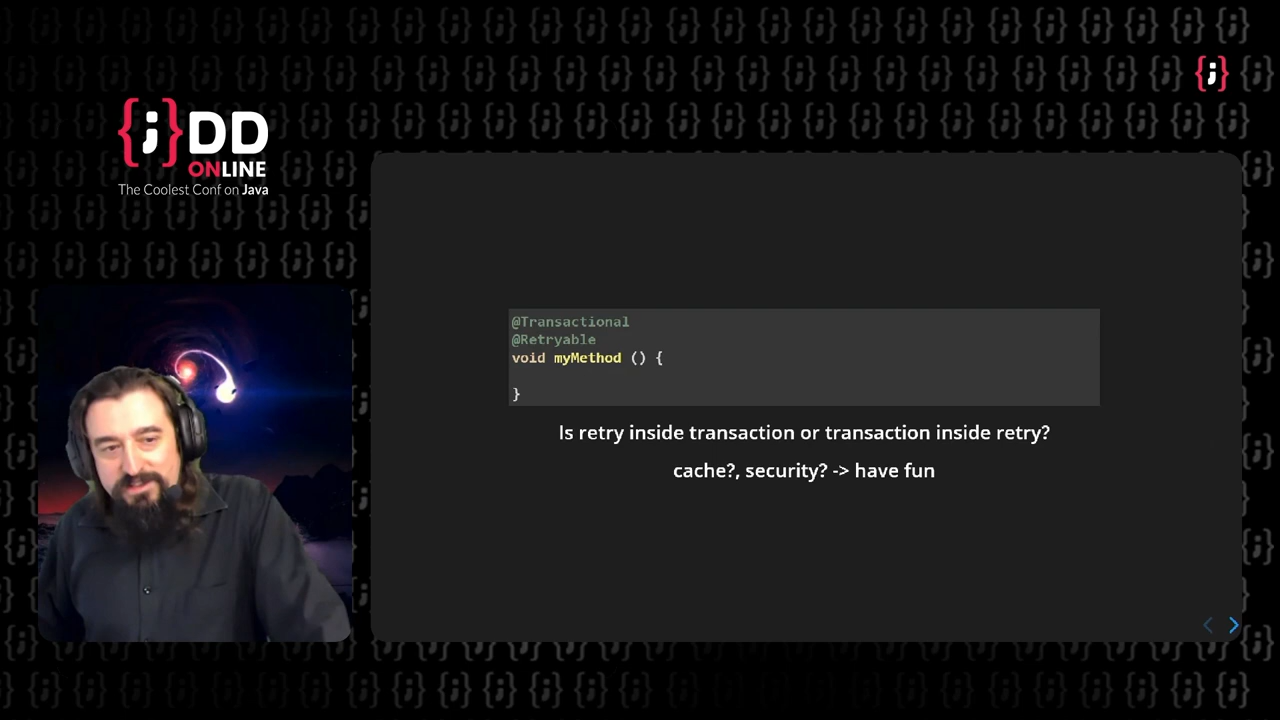 {;}
{;}DD
ONLINE
The Coolest Conf on Java
@Transactional
@Retryable
void myMethod () {
}
Is retry inside transaction or transaction inside retry?
cache?, security? -> have fun